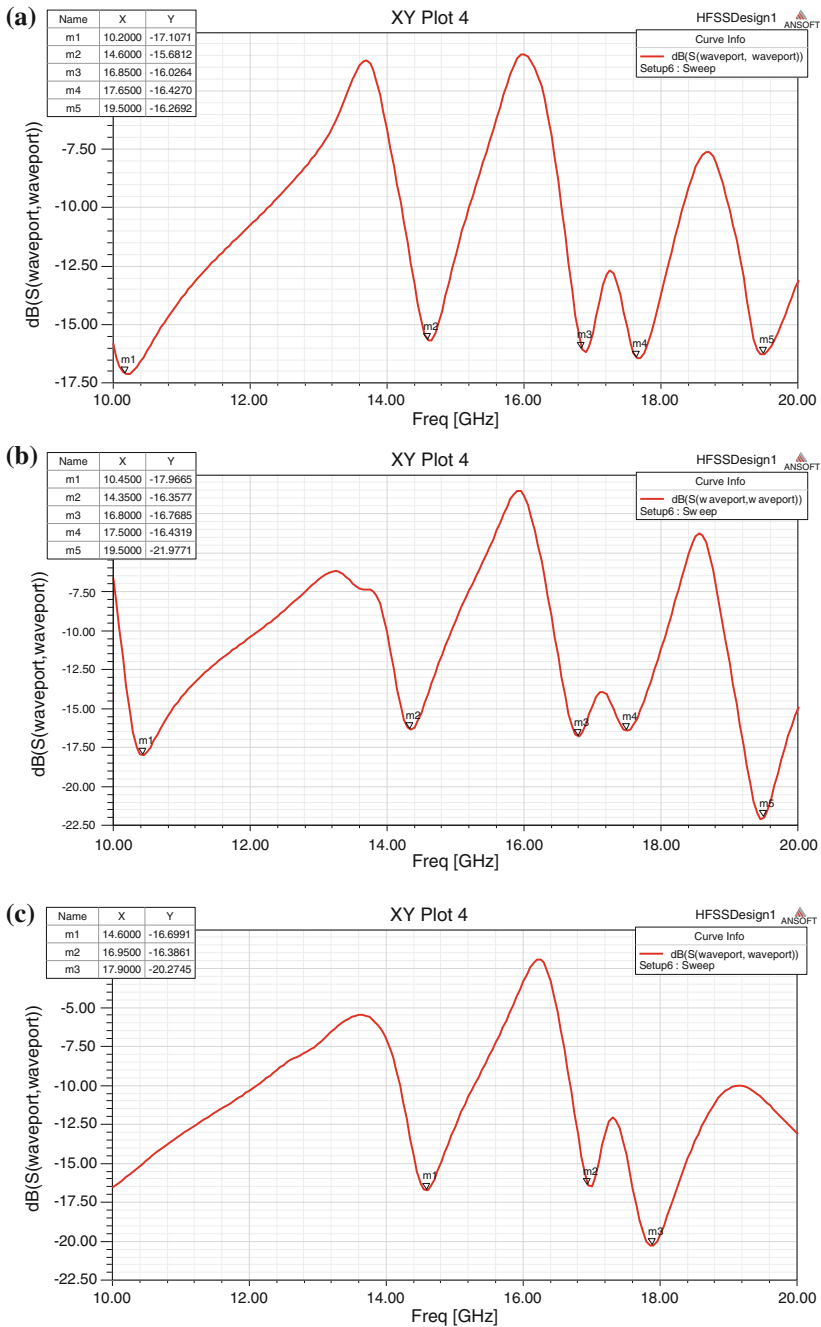 (a)
XY Plot 4
HFSSDesign1
ANSOFT
Name X Y
m1 10.2000 -17.1071
m2 14.6000 -15.6812
m3 16.8500 -16.0264
m4 17.6500 -16.4270
m5 19.5000 -16.2692
Curve Info
dB(S(waveport, waveport))
Setup6 : Sweep
dB(S(waveport,waveport))
-7.50
-10.00
-12.50
-15.00
-17.50
m1
m2
m3
m4
m5
10.00 12.00 14.00 16.00 18.00 20.00
Freq [GHz]
(b)
XY Plot 4
HFSSDesign1
ANSOFT
Name X Y
m1 10.4500 -17.9665
m2 14.3500 -16.3577
m3 16.8000 -16.7685
m4 17.5000 -16.4319
m5 19.5000 -21.9771
Curve Info
dB(S(waveport,waveport))
Setup6 : Sweep
dB(S(waveport,waveport))
-7.50
-10.00
-12.50
-15.00
-17.50
-20.00
-22.50
m1
m2
m3
m4
m5
10.00 12.00 14.00 16.00 18.00 20.00
Freq [GHz]
(c)
XY Plot 4
HFSSDesign1
ANSOFT
Name X Y
m1 14.6000 -16.6991
m2 16.9500 -16.3861
m3 17.9000 -20.2745
Curve Info
dB(S(waveport, waveport))
Setup6 : Sweep
dB(S(waveport,waveport))
-5.00
-7.50
-10.00
-12.50
-15.00
-17.50
-20.00
-22.50
m1
m2
m3
10.00 12.00 14.00 16.00 18.00 20.00
Freq [GHz]